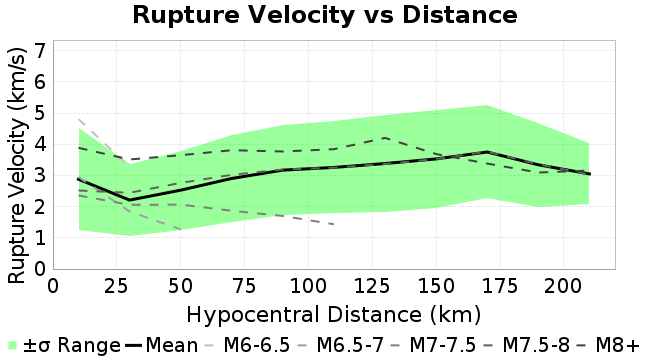 Rupture Velocity vs Distance
Rupture Velocity (km/s)
7
6
5
4
3
2
1
0
0 25 50 75 100 125 150 175 200
Hypocentral Distance (km)
±σ Range Mean M6-6.5 M6.5-7 M7-7.5 M7.5-8 M8+